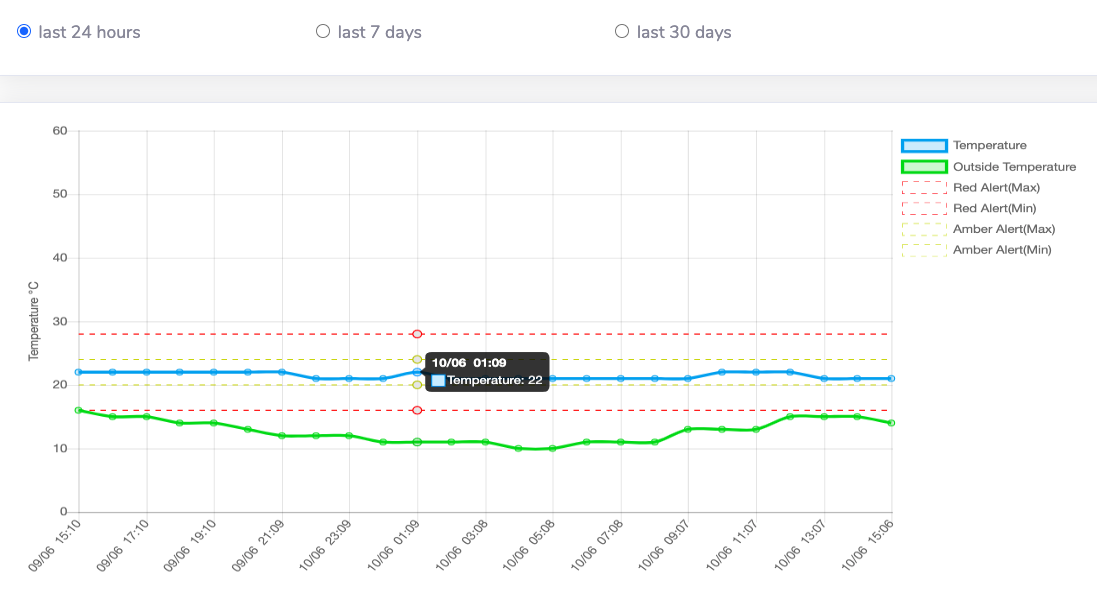 last 24 hours
last 7 days
last 30 days
60
50
40
30
20
10
0
Temperature °C
Temperature
Outside Temperature
Red Alert(Max)
Red Alert(Min)
Amber Alert(Max)
Amber Alert(Min)
10/06 01:09
Temperature: 22
09/06 15:10
09/06 17:10
09/06 19:10
09/06 21:09
10/06 23:09
10/06 01:09
10/06 03:08
10/06 05:08
10/06 07:08
10/06 09:07
10/06 11:07
10/06 13:07
10/06 15:06